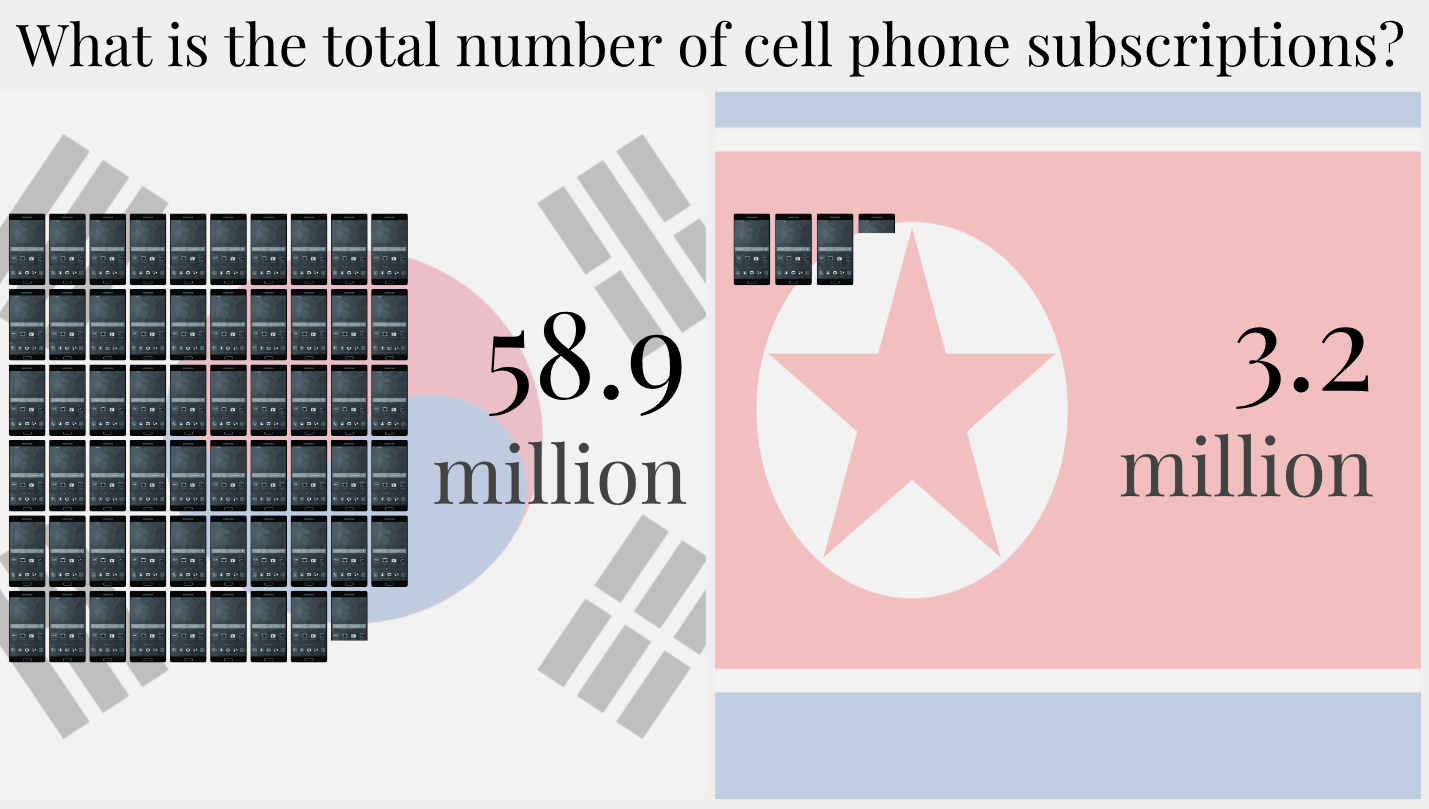 What is the total number of cell phone subscriptions?
58.9
million
3.2
million